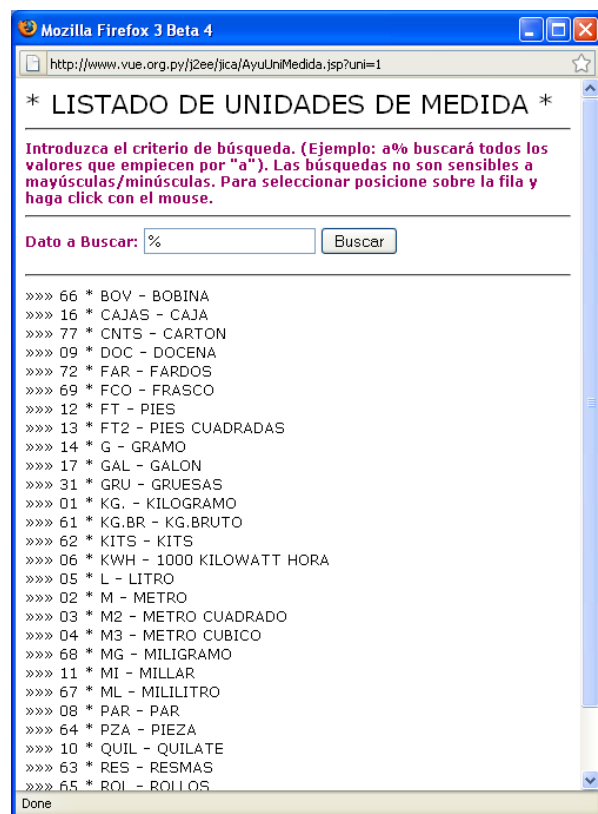 Mozilla Firefox 3 Beta 4
http://www.vue.org.py/j2ee/jica/AyuUniMedida.jsp?uni=1
* LISTADO DE UNIDADES DE MEDIDA *
Introduzca el criterio de búsqueda. (Ejemplo: a% buscará todos los
valores que empiecen por "a"). Las búsquedas no son sensibles a
mayúsculas/minúsculas. Para seleccionar posicione sobre la fila y
haga click con el mouse.
Dato a Buscar: % Buscar
»»» 66 * BOV - BOBINA
»»» 16 * CAJAS - CAJA
»»» 77 * CNTS - CARTON
»»» 09 * DOC - DOCENA
»»» 72 * FAR - FARDOS
»»» 69 * FCO - FRASCO
»»» 12 * FT - PIES
»»» 13 * FT2 - PIES CUADRADAS
»»» 14 * G - GRAMO
»»» 17 * GAL - GALON
»»» 31 * GRU - GRUESAS
»»» 01 * KG. - KILOGRAMO
»»» 61 * KG.BR - KG.BRUTO
»»» 62 * KITS - KITS
»»» 06 * KWH - 1000 KILOWATT HORA
»»» 05 * L - LITRO
»»» 02 * M - METRO
»»» 03 * M2 - METRO CUADRADO
»»» 04 * M3 - METRO CUBICO
»»» 68 * MG - MILIGRAMO
»»» 11 * MI - MILLAR
»»» 67 * ML - MILILITRO
»»» 08 * PAR - PAR
»»» 64 * PZA - PIEZA
»»» 10 * QUIL - QUILATE
»»» 63 * RES - RESMAS
»»» 65 * ROL - ROLLOS
Done